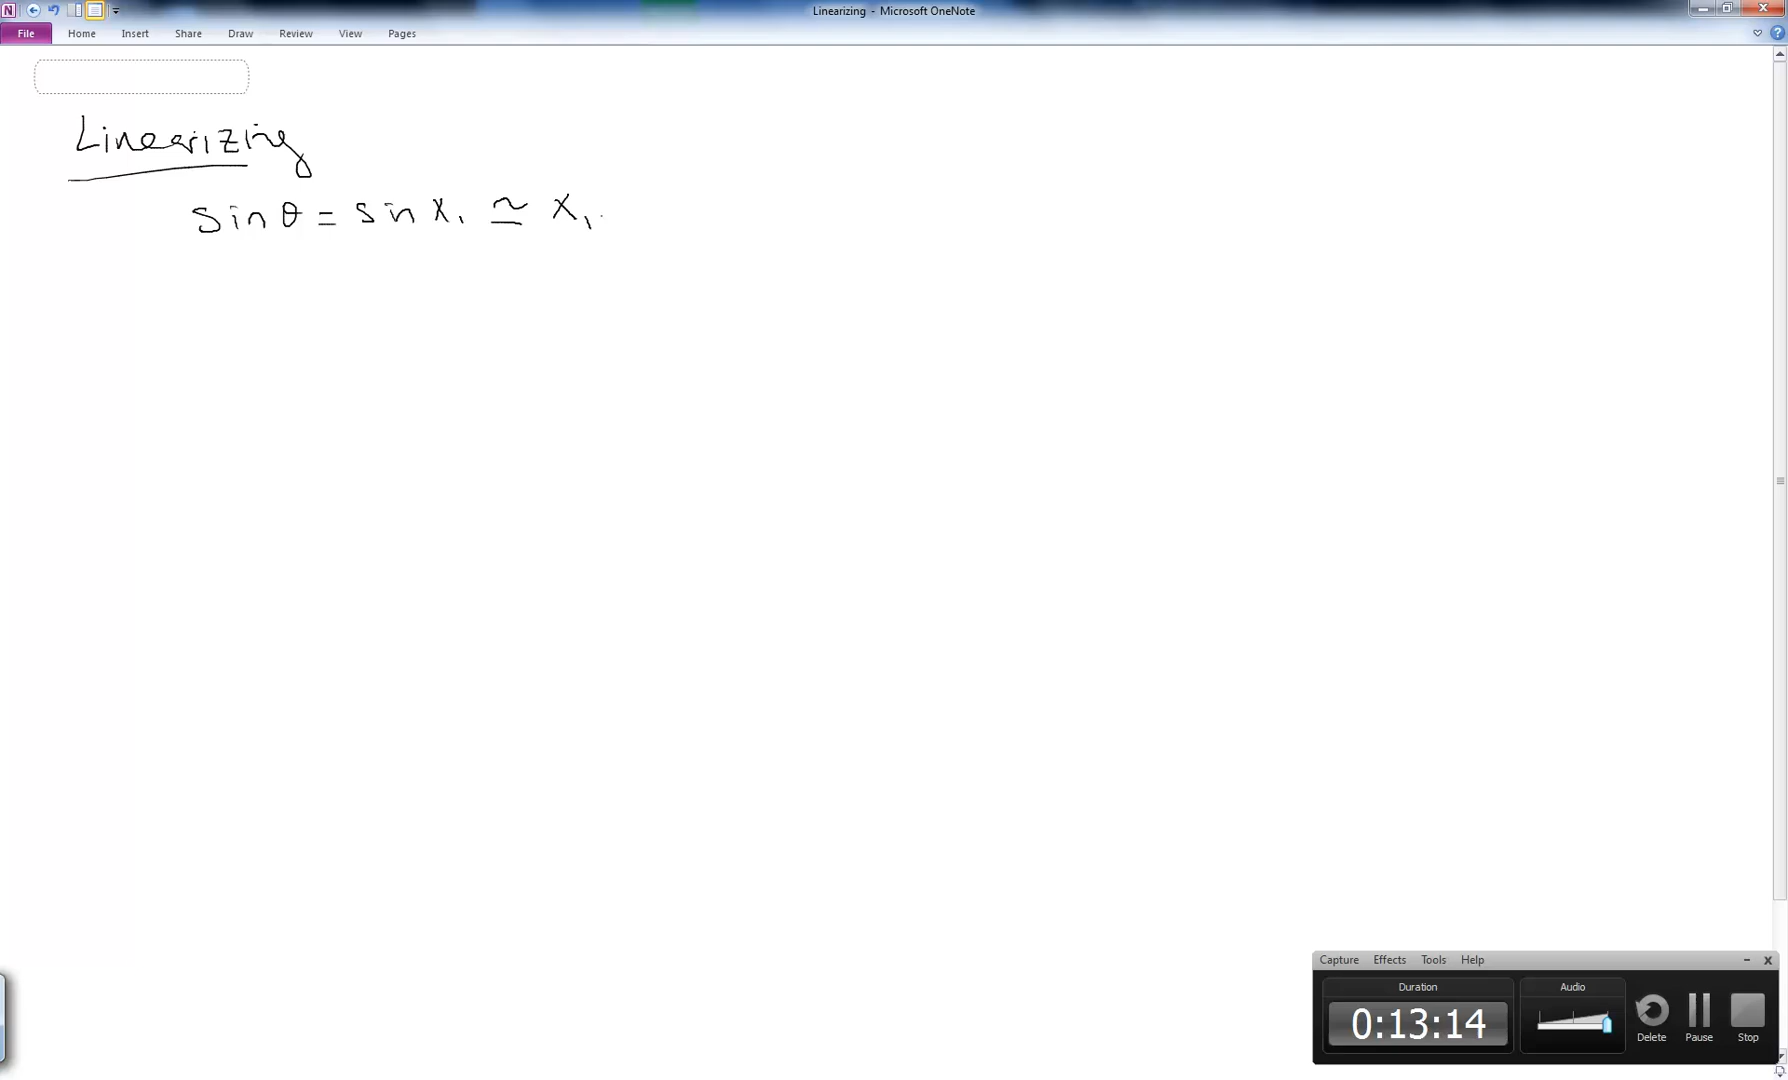 Linearizing - Microsoft OneNote
File Home Insert Share Draw Review View Pages
Linearizing
sin θ = sin x₁ ≅ x₁
Capture Effects Tools Help
Duration Audio
0:13:14
Delete Pause Stop